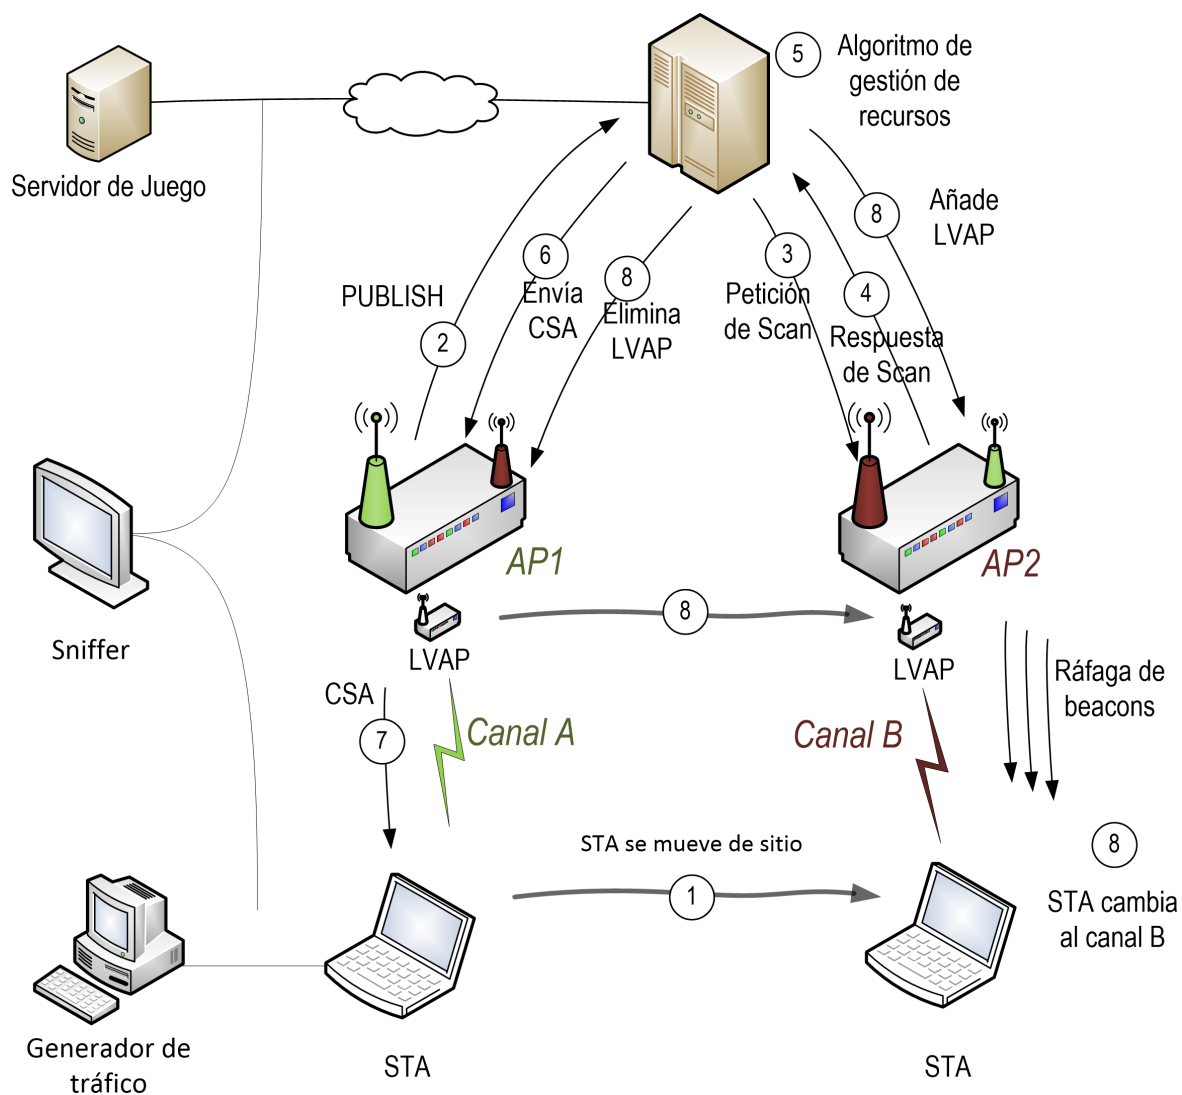 5
Algoritmo de
gestión de
recursos
Servidor de Juego
8
Añade
LVAP
6
Envía
CSA
8
Elimina
LVAP
3
Petición
de Scan
4
Respuesta
de Scan
PUBLISH
2
AP1
AP2
8
Sniffer
LVAP
LVAP
CSA
7
Canal A
Canal B
Ráfaga de
beacons
STA se mueve de sitio
1
8
STA cambia
al canal B
Generador de
tráfico
STA
STA